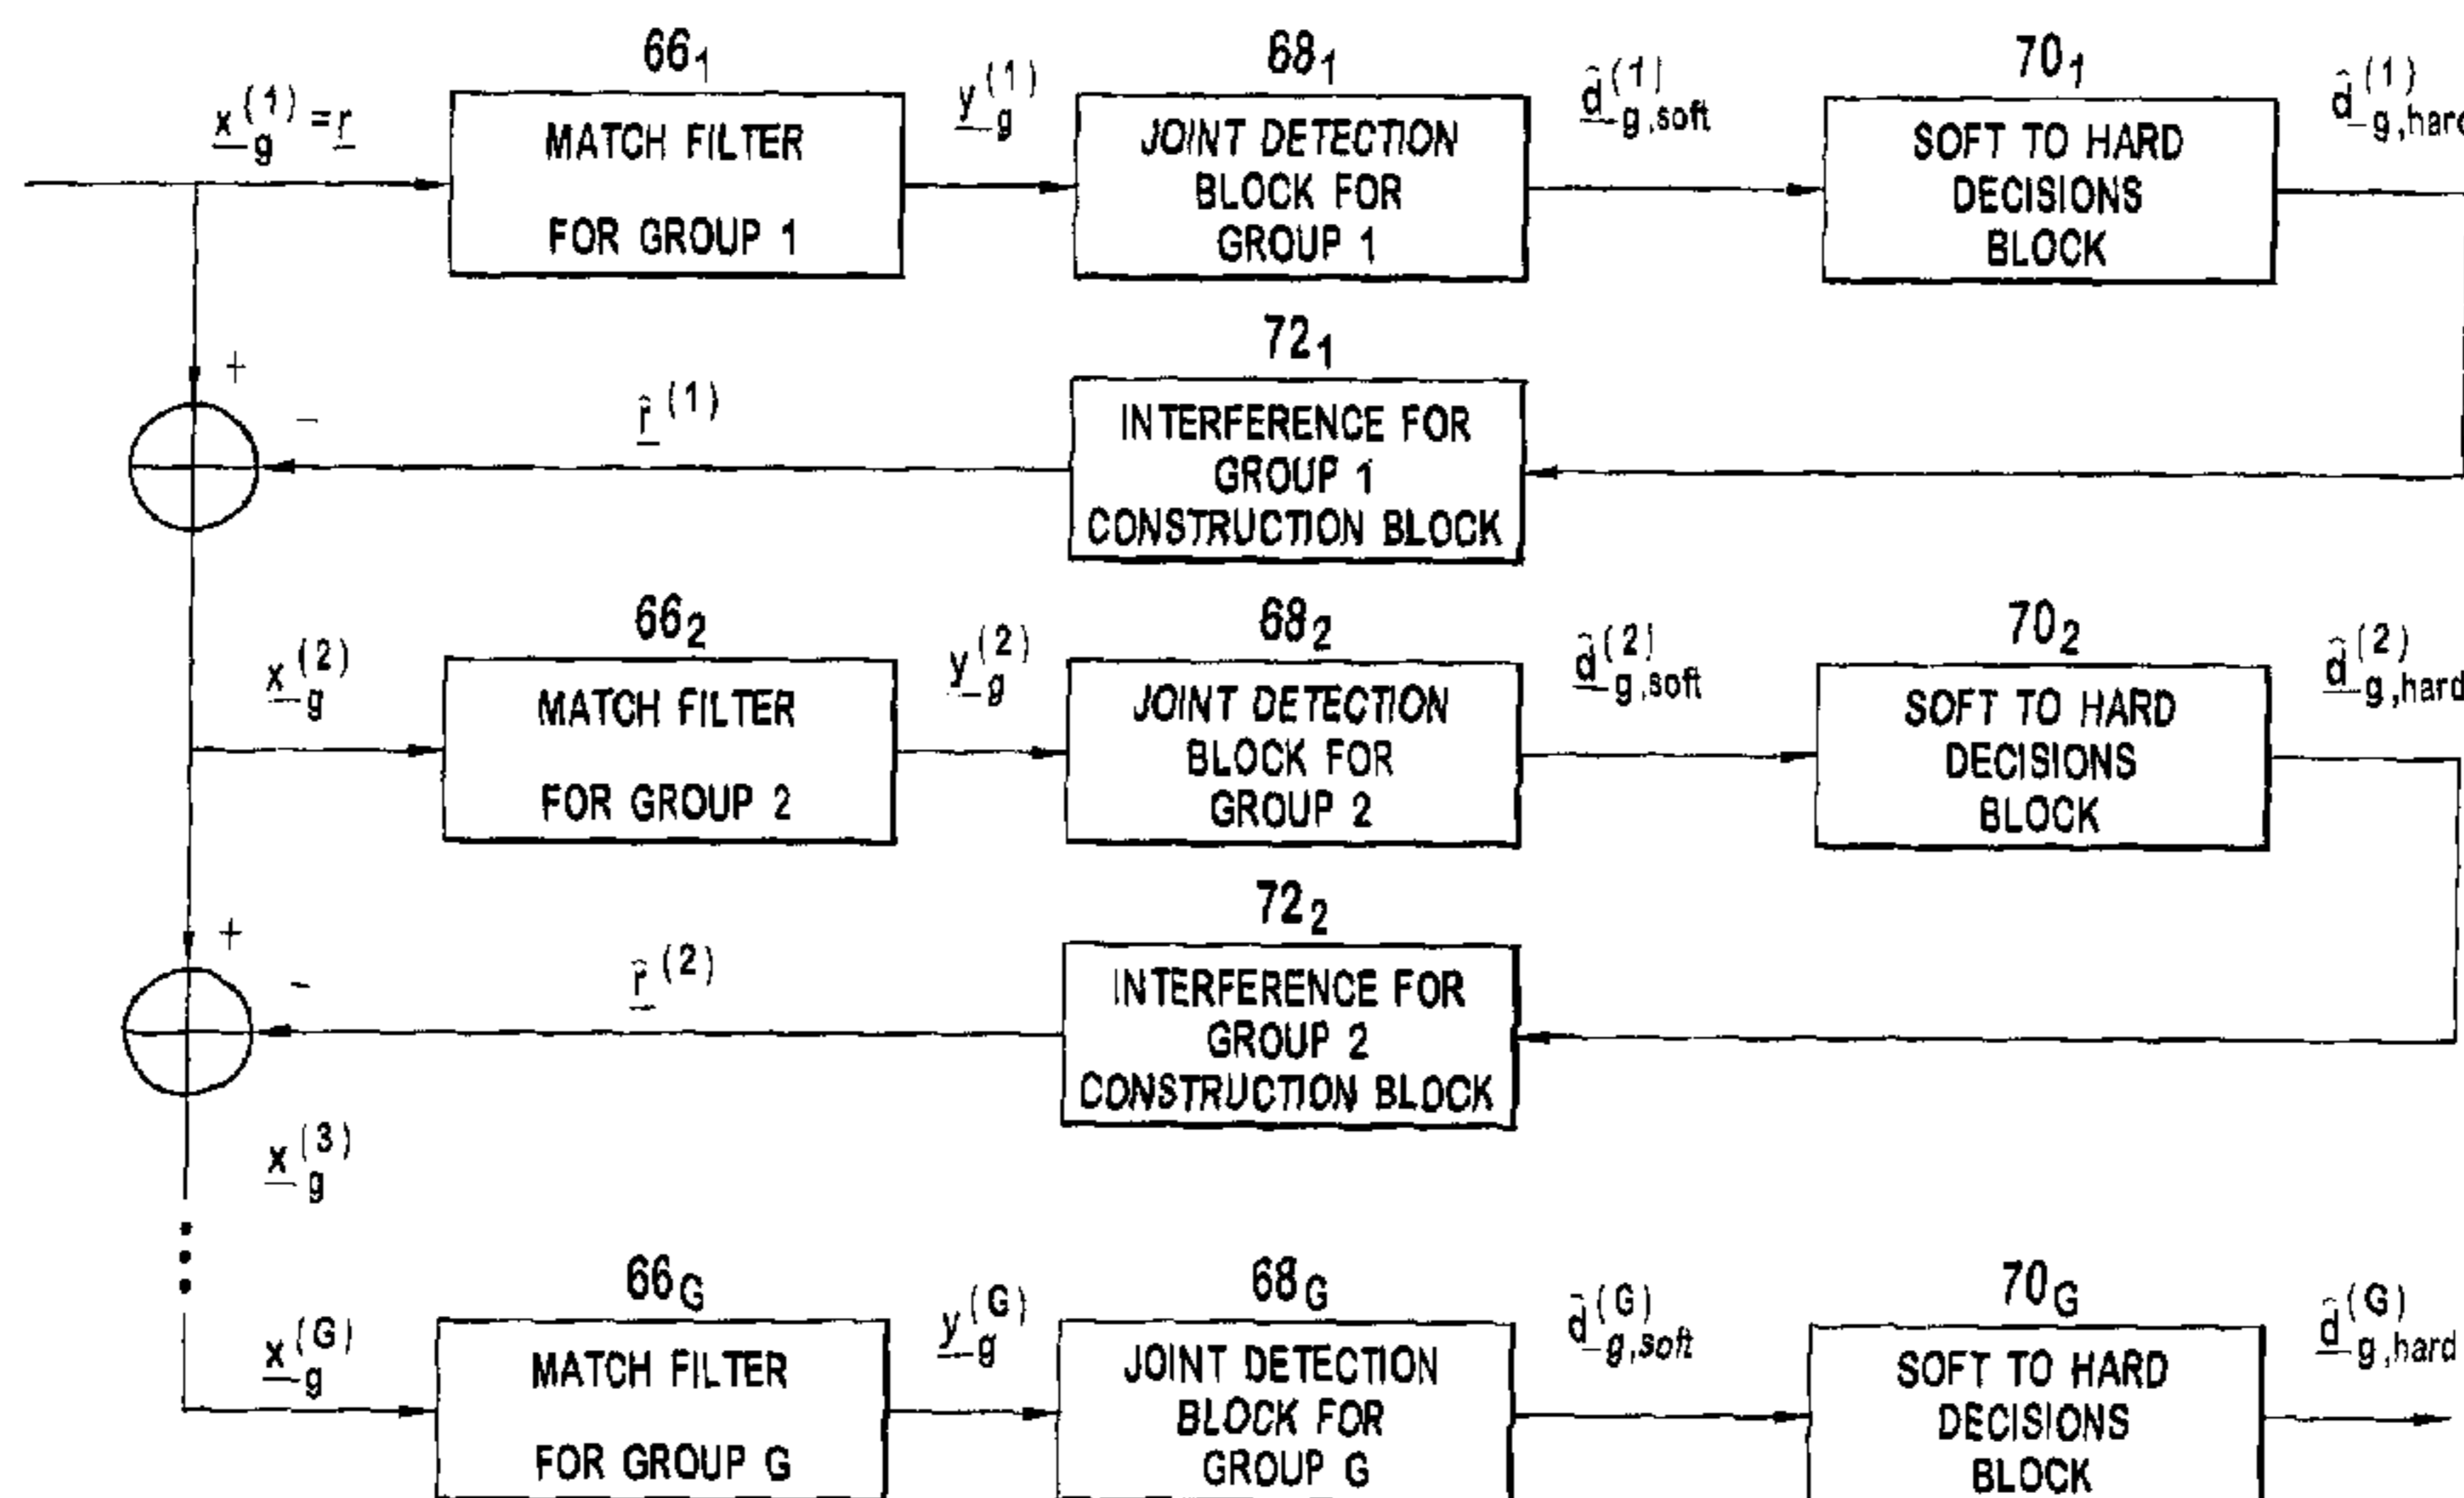 66₁ 68₁ 70₁
x_g^(1) = r y_g^(1) d̂_g,soft^(1) d̂_g,hard^(1)
MATCH FILTER
FOR GROUP 1
JOINT DETECTION
BLOCK FOR
GROUP 1
SOFT TO HARD
DECISIONS
BLOCK
72₁
+
-
r̂^(1)
INTERFERENCE FOR
GROUP 1
CONSTRUCTION BLOCK
66₂ 68₂ 70₂
x_g^(2) y_g^(2) d̂_g,soft^(2) d̂_g,hard^(2)
MATCH FILTER
FOR GROUP 2
JOINT DETECTION
BLOCK FOR
GROUP 2
SOFT TO HARD
DECISIONS
BLOCK
72₂
+
-
r̂^(2)
INTERFERENCE FOR
GROUP 2
CONSTRUCTION BLOCK
x_g^(3)
66_G 68_G 70_G
x_g^(G) y_g^(G) d̂_g,soft^(G) d̂_g,hard^(G)
MATCH FILTER
FOR GROUP G
JOINT DETECTION
BLOCK FOR
GROUP G
SOFT TO HARD
DECISIONS
BLOCK